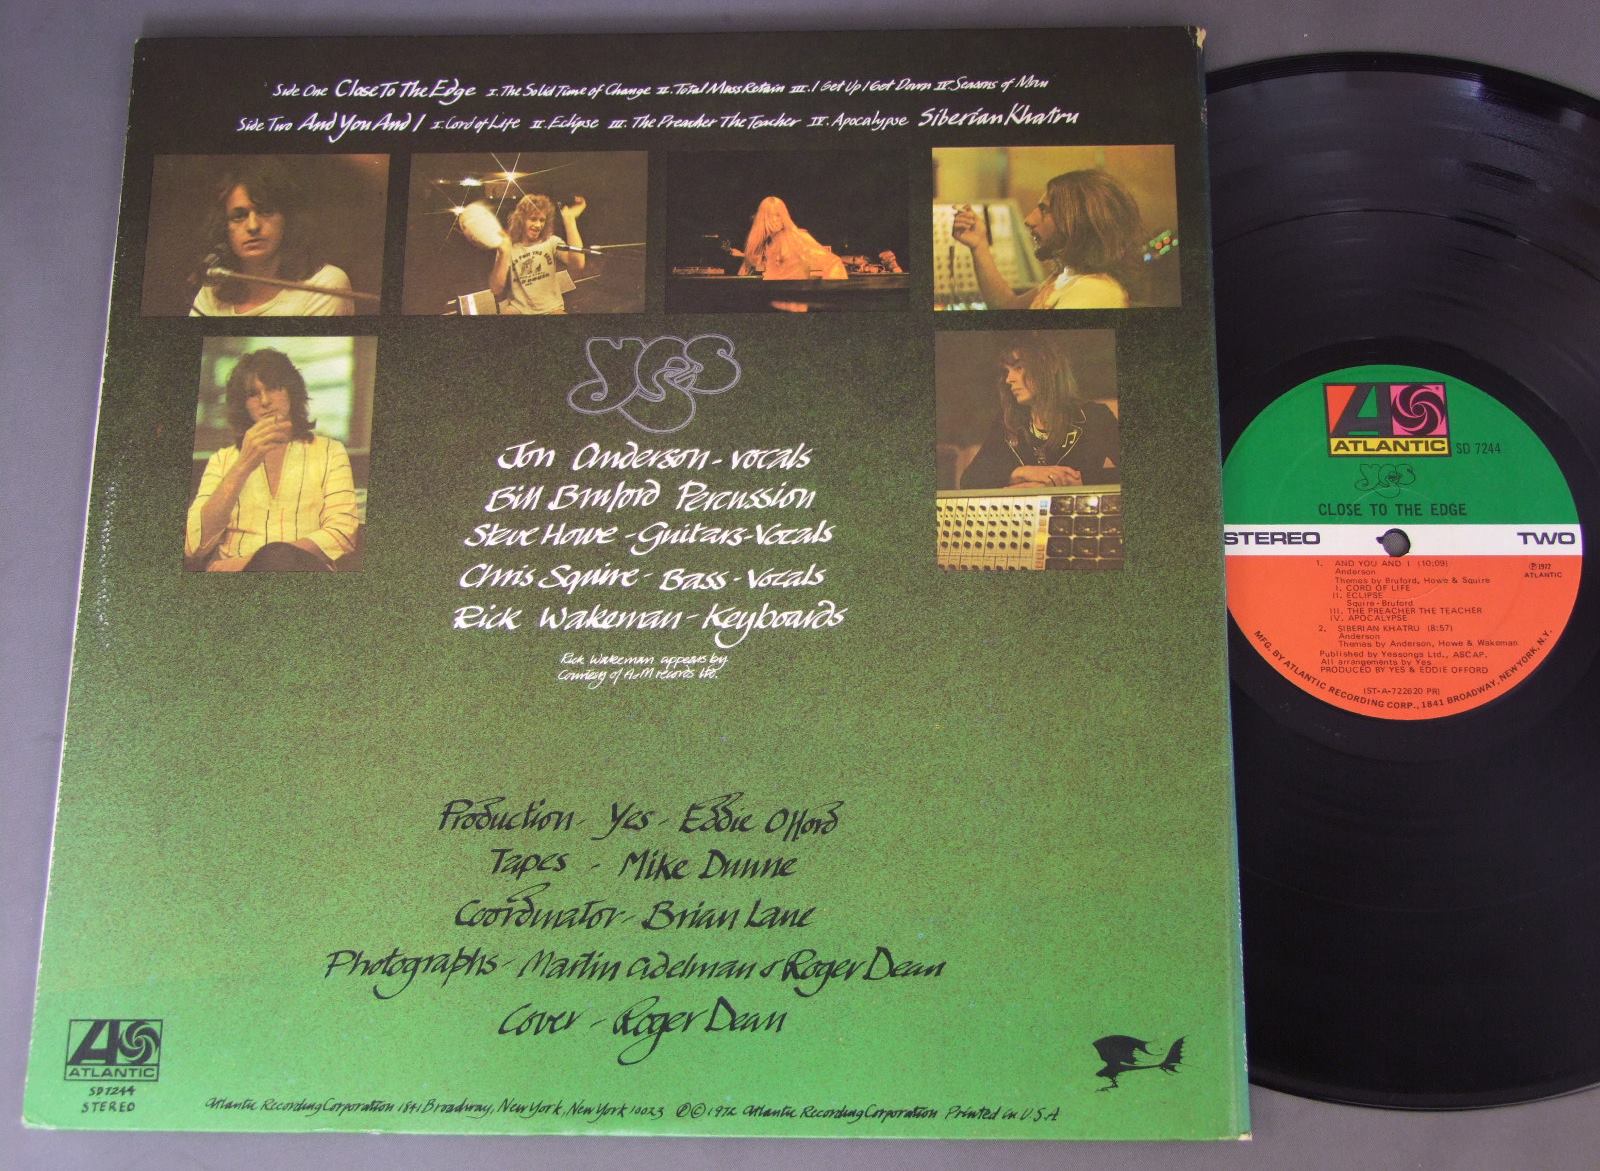 Side One Close To The Edge I. The Solid Time of Change II. Total Mass Retain III. I Get Up I Get Down IV. Seasons of Man
Side Two And You And I I. Cord of Life II. Eclipse III. The Preacher The Teacher IV. Apocalypse Siberian Khatru
YES
Jon Anderson - vocals
Bill Bruford Percussion
Steve Howe - Guitars - Vocals
Chris Squire - Bass - Vocals
Rick Wakeman - Keyboards
Rick Wakeman appears by
Courtesy of A&M records ltd.
Production - Yes - Eddie Offord
Tapes - Mike Dunne
Coordinator - Brian Lane
Photographs - Martin Adelman & Roger Dean
Cover - Roger Dean
ATLANTIC
SD7244
STEREO
Atlantic Recording Corporation 1841 Broadway, New York, New York 10023 ℗©1972 Atlantic Recording Corporation Printed in U.S.A
ATLANTIC SD 7244
YES
CLOSE TO THE EDGE
STEREO TWO
1. AND YOU AND I (10:09)
Anderson
Themes by Bruford, Howe & Squire
I. CORD OF LIFE
II. ECLIPSE
Squire-Bruford
III. THE PREACHER THE TEACHER
IV. APOCALYPSE
2. SIBERIAN KHATRU (8:57)
Anderson
Themes by Anderson, Howe & Wakeman
Published by Yessongs Ltd., ASCAP.
All arrangements by Yes
PRODUCED BY YES & EDDIE OFFORD
℗1972
ATLANTIC
(ST-A-722620 PR)
MFG. BY ATLANTIC RECORDING CORP., 1841 BROADWAY, NEW YORK, N.Y.